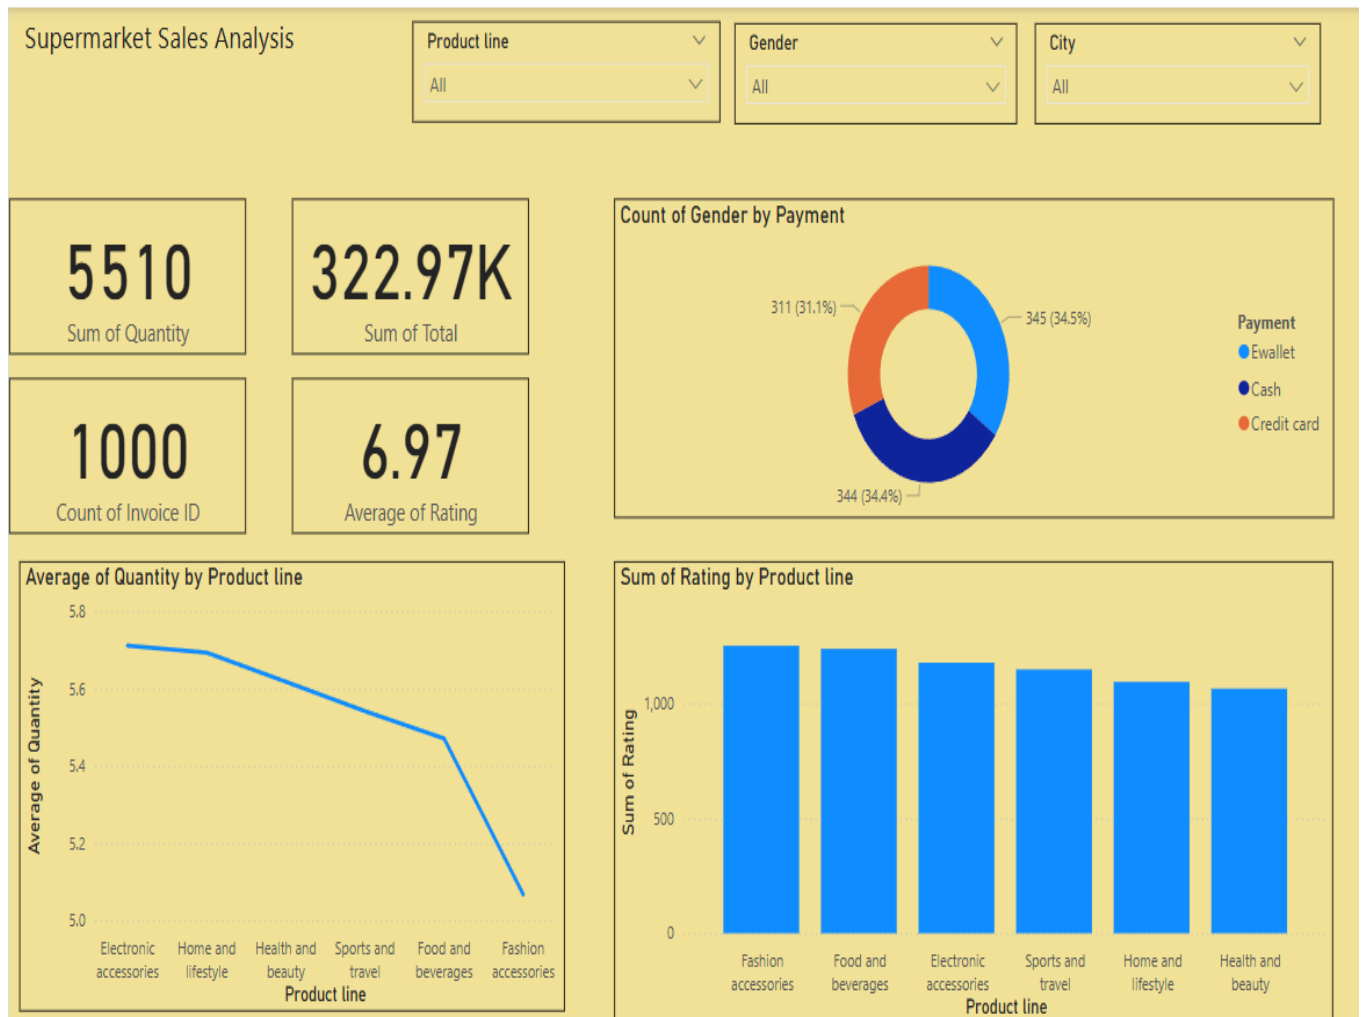 Supermarket Sales Analysis
Product line
All
Gender
All
City
All
5510
Sum of Quantity
322.97K
Sum of Total
1000
Count of Invoice ID
6.97
Average of Rating
Count of Gender by Payment
311 (31.1%)
345 (34.5%)
344 (34.4%)
Payment
Ewallet
Cash
Credit card
Average of Quantity by Product line
Average of Quantity
5.8
5.6
5.4
5.2
5.0
Electronic accessories
Home and lifestyle
Health and beauty
Sports and travel
Food and beverages
Fashion accessories
Product line
Sum of Rating by Product line
Sum of Rating
1,000
500
0
Fashion accessories
Food and beverages
Electronic accessories
Sports and travel
Home and lifestyle
Health and beauty
Product line